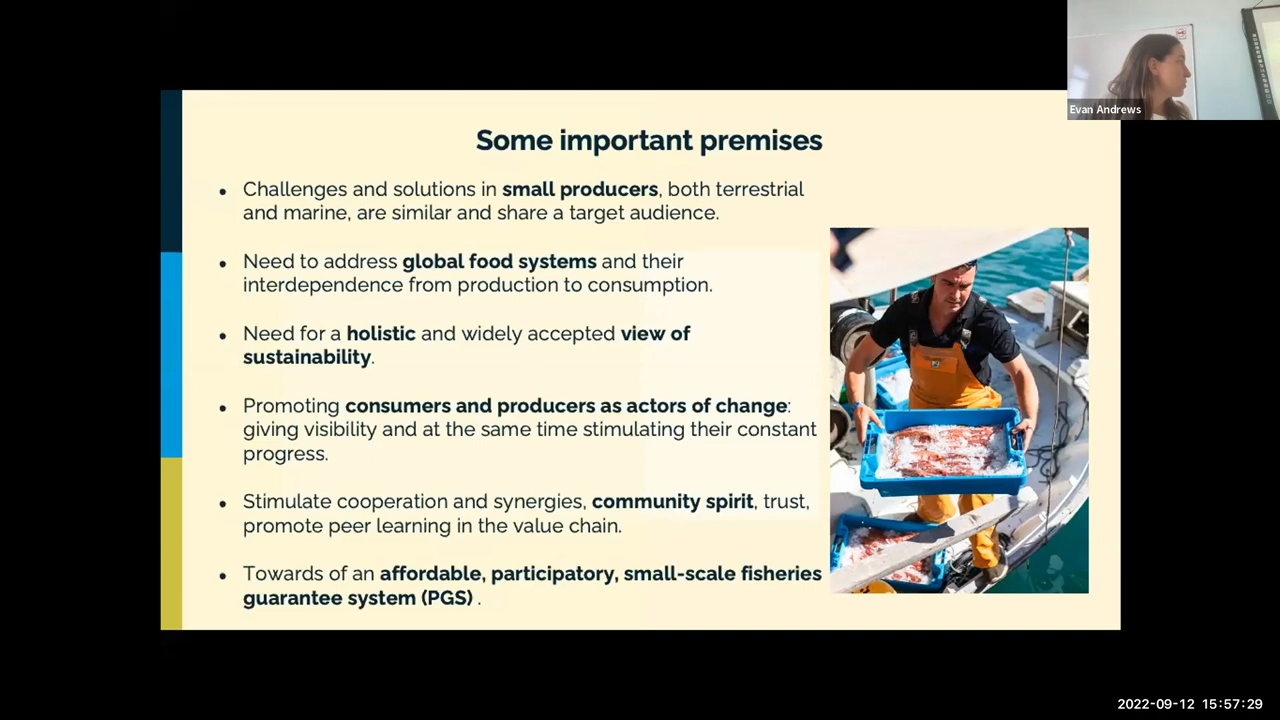 Evan Andrews
Some important premises
• Challenges and solutions in small producers, both terrestrial
and marine, are similar and share a target audience.
• Need to address global food systems and their
interdependence from production to consumption.
• Need for a holistic and widely accepted view of
sustainability.
• Promoting consumers and producers as actors of change:
giving visibility and at the same time stimulating their constant
progress.
• Stimulate cooperation and synergies, community spirit, trust,
promote peer learning in the value chain.
• Towards of an affordable, participatory, small-scale fisheries
guarantee system (PGS) .
2022-09-12 15:57:29